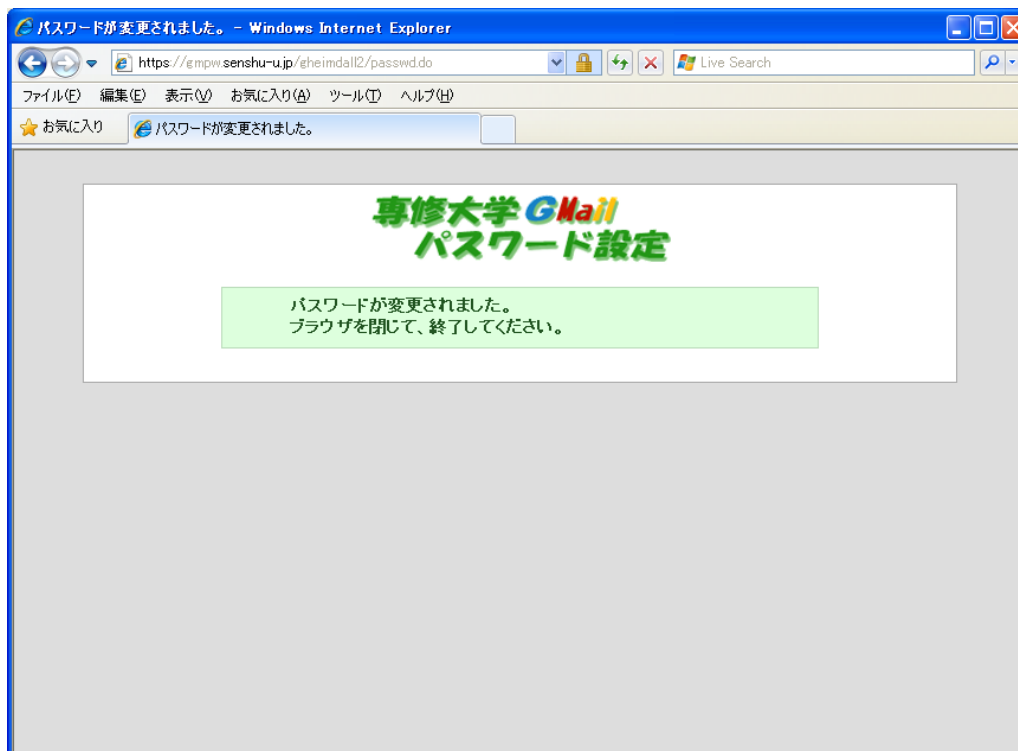 パスワードが変更されました。 - Windows Internet Explorer
https://gmpw.senshu-u.jp/gheimdall2/passwd.do
Live Search
ファイル(F) 編集(E) 表示(V) お気に入り(A) ツール(T) ヘルプ(H)
お気に入り
パスワードが変更されました。
専修大学 GMail
パスワード設定
パスワードが変更されました。
ブラウザを閉じて、終了してください。